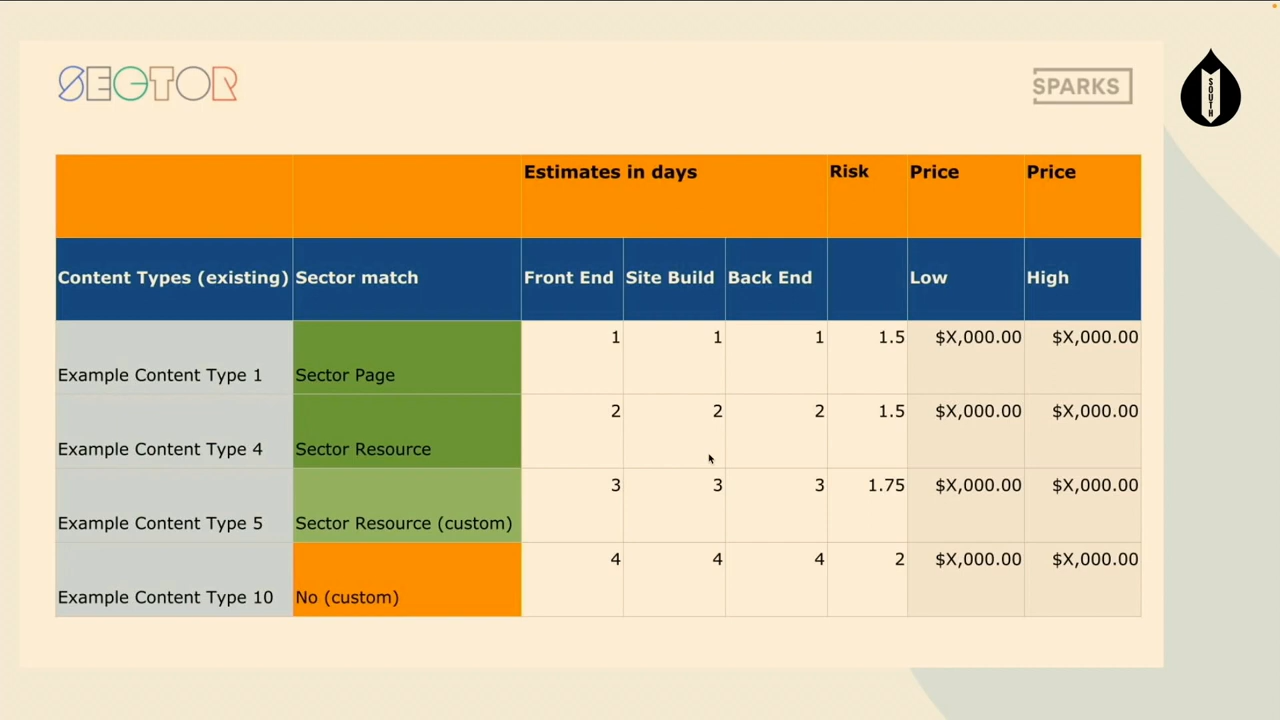 SECTOR
SPARKS
SOUTH
Estimates in days Risk Price Price
Content Types (existing) Sector match Front End Site Build Back End Low High
Example Content Type 1 Sector Page 1 1 1 1.5 $X,000.00 $X,000.00
Example Content Type 4 Sector Resource 2 2 2 1.5 $X,000.00 $X,000.00
Example Content Type 5 Sector Resource (custom) 3 3 3 1.75 $X,000.00 $X,000.00
Example Content Type 10 No (custom) 4 4 4 2 $X,000.00 $X,000.00